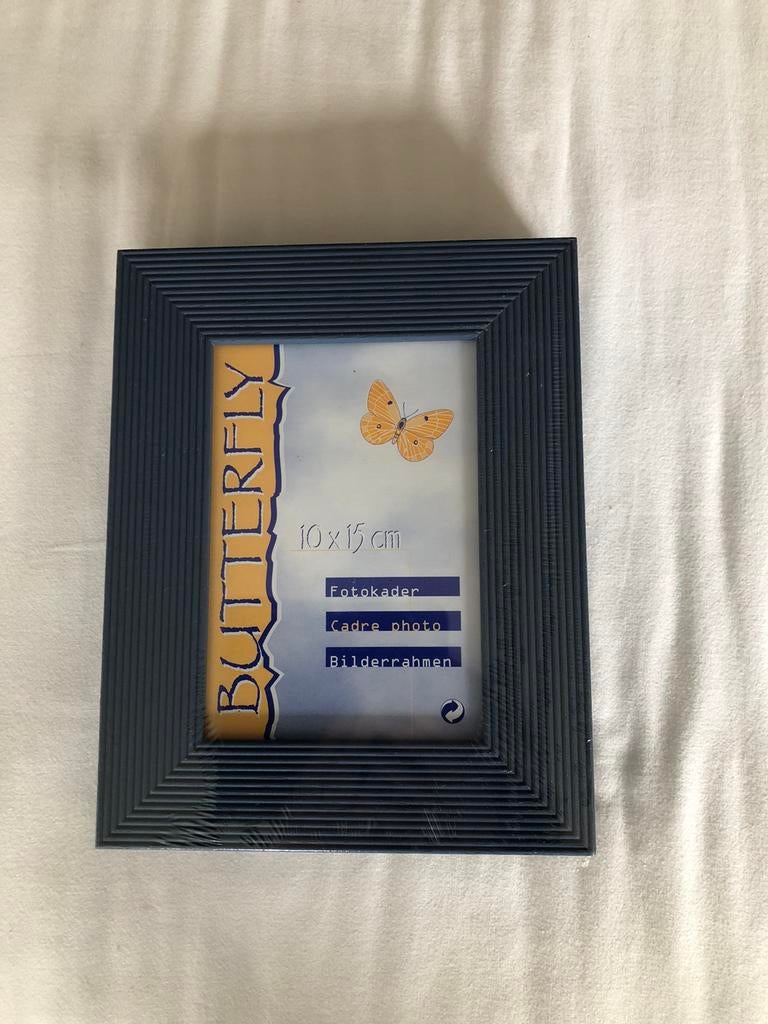 BUTTERFLY
10 x 15 cm
Fotokader
Cadre photo
Bilderrahmen